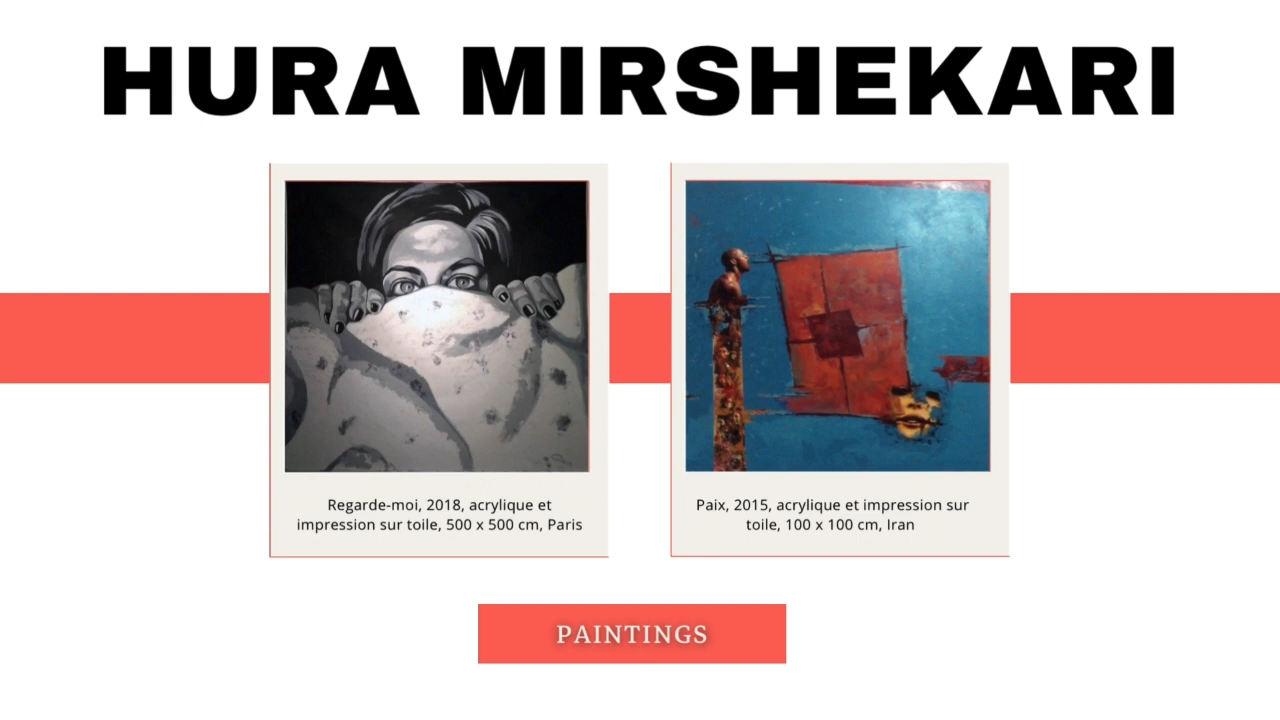 HURA MIRSHEKARI
Regarde-moi, 2018, acrylique et
impression sur toile, 500 x 500 cm, Paris
Paix, 2015, acrylique et impression sur
toile, 100 x 100 cm, Iran
PAINTINGS